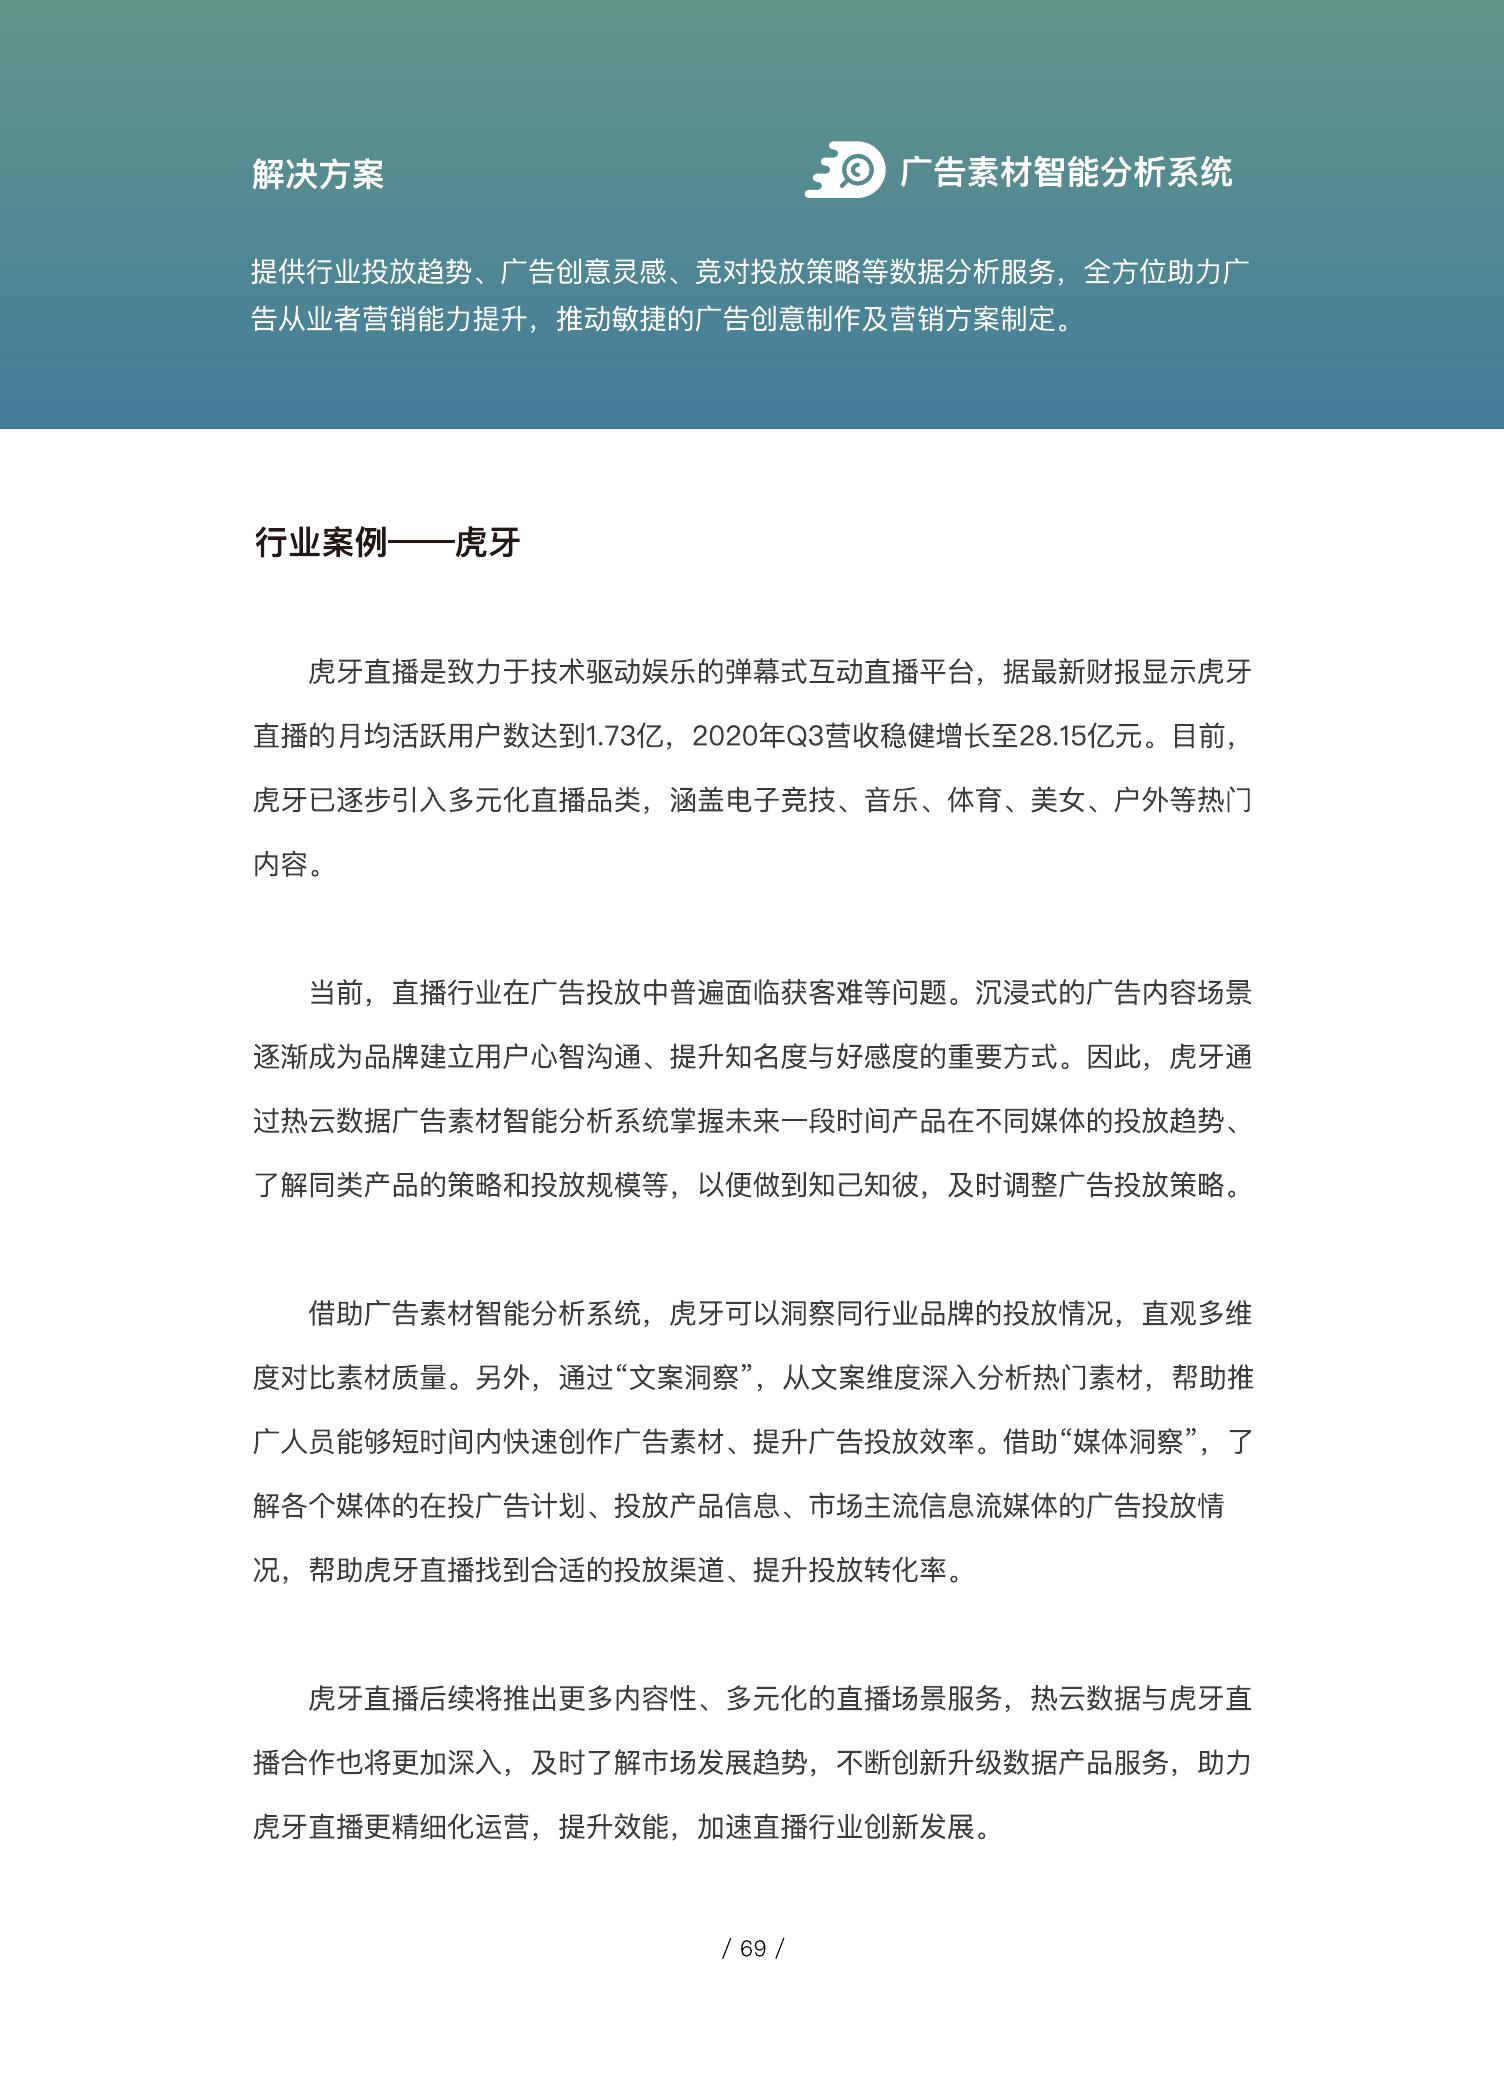 解决方案
广告素材智能分析系统
提供行业投放趋势、广告创意灵感、竞对投放策略等数据分析服务，全方位助力广
告从业者营销能力提升，推动敏捷的广告创意制作及营销方案制定。
行业案例——虎牙
虎牙直播是致力于技术驱动娱乐的弹幕式互动直播平台，据最新财报显示虎牙
直播的月均活跃用户数达到1.73亿，2020年Q3营收稳健增长至28.15亿元。目前，
虎牙已逐步引入多元化直播品类，涵盖电子竞技、音乐、体育、美女、户外等热门
内容。
当前，直播行业在广告投放中普遍面临获客难等问题。沉浸式的广告内容场景
逐渐成为品牌建立用户心智沟通、提升知名度与好感度的重要方式。因此，虎牙通
过热云数据广告素材智能分析系统掌握未来一段时间产品在不同媒体的投放趋势、
了解同类产品的策略和投放规模等，以便做到知己知彼，及时调整广告投放策略。
借助广告素材智能分析系统，虎牙可以洞察同行业品牌的投放情况，直观多维
度对比素材质量。另外，通过“文案洞察”，从文案维度深入分析热门素材，帮助推
广人员能够短时间内快速创作广告素材、提升广告投放效率。借助“媒体洞察”，了
解各个媒体的在投广告计划、投放产品信息、市场主流信息流媒体的广告投放情
况，帮助虎牙直播找到合适的投放渠道、提升投放转化率。
虎牙直播后续将推出更多内容性、多元化的直播场景服务，热云数据与虎牙直
播合作也将更加深入，及时了解市场发展趋势，不断创新升级数据产品服务，助力
虎牙直播更精细化运营，提升效能，加速直播行业创新发展。
/ 69 /